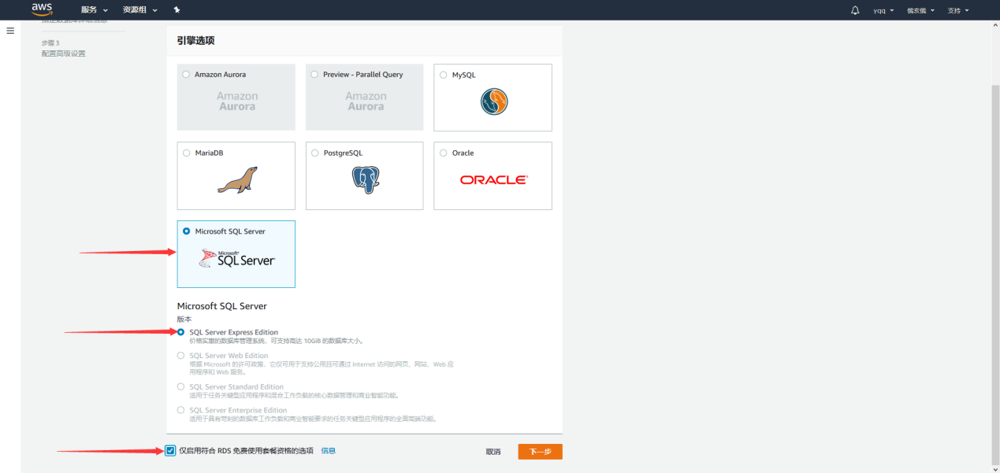 aws
服务
资源组
yqq
俄亥俄
支持
指定数据库详细信息
步骤 3
配置高级设置
引擎选项
Amazon Aurora
Amazon
Aurora
Preview - Parallel Query
Amazon
Aurora
MySQL
MariaDB
PostgreSQL
Oracle
ORACLE
Microsoft SQL Server
Microsoft
SQL Server
Microsoft SQL Server
版本
SQL Server Express Edition
价格实惠的数据库管理系统，可支持高达 10GiB 的数据库大小。
SQL Server Web Edition
根据 Microsoft 的许可政策，它仅可用于支持公用且可通过 Internet 访问的网页、网站、Web 应
用程序和 Web 服务。
SQL Server Standard Edition
适用于任务关键型应用程序和混合工作负载的核心数据管理和商业智能功能。
SQL Server Enterprise Edition
适用于具有苛刻的数据库工作负载和商业智能要求的任务关键型应用程序的全面高端功能。
仅启用符合 RDS 免费使用套餐资格的选项 信息
取消
下一步